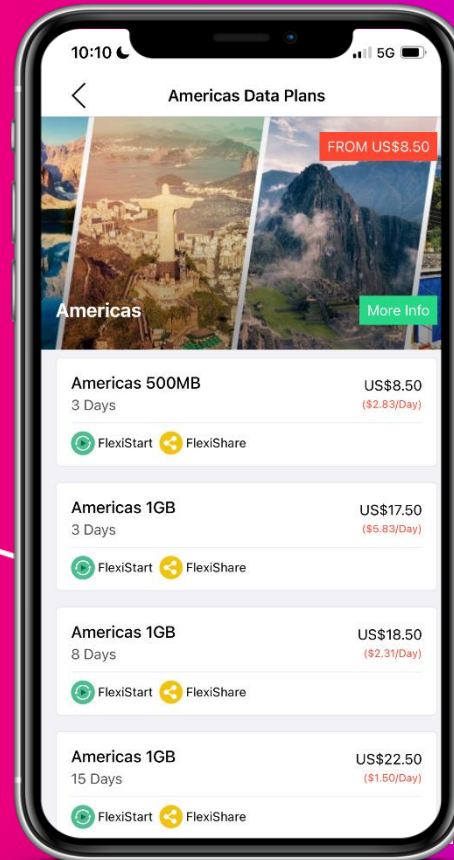 10:10
5G
Americas Data Plans
FROM US$8.50
Americas
More Info
Americas 500MB
US$8.50
3 Days
($2.83/Day)
FlexiStart
FlexiShare
Americas 1GB
US$17.50
3 Days
($5.83/Day)
FlexiStart
FlexiShare
Americas 1GB
US$18.50
8 Days
($2.31/Day)
FlexiStart
FlexiShare
Americas 1GB
US$22.50
15 Days
($1.50/Day)
FlexiStart
FlexiShare